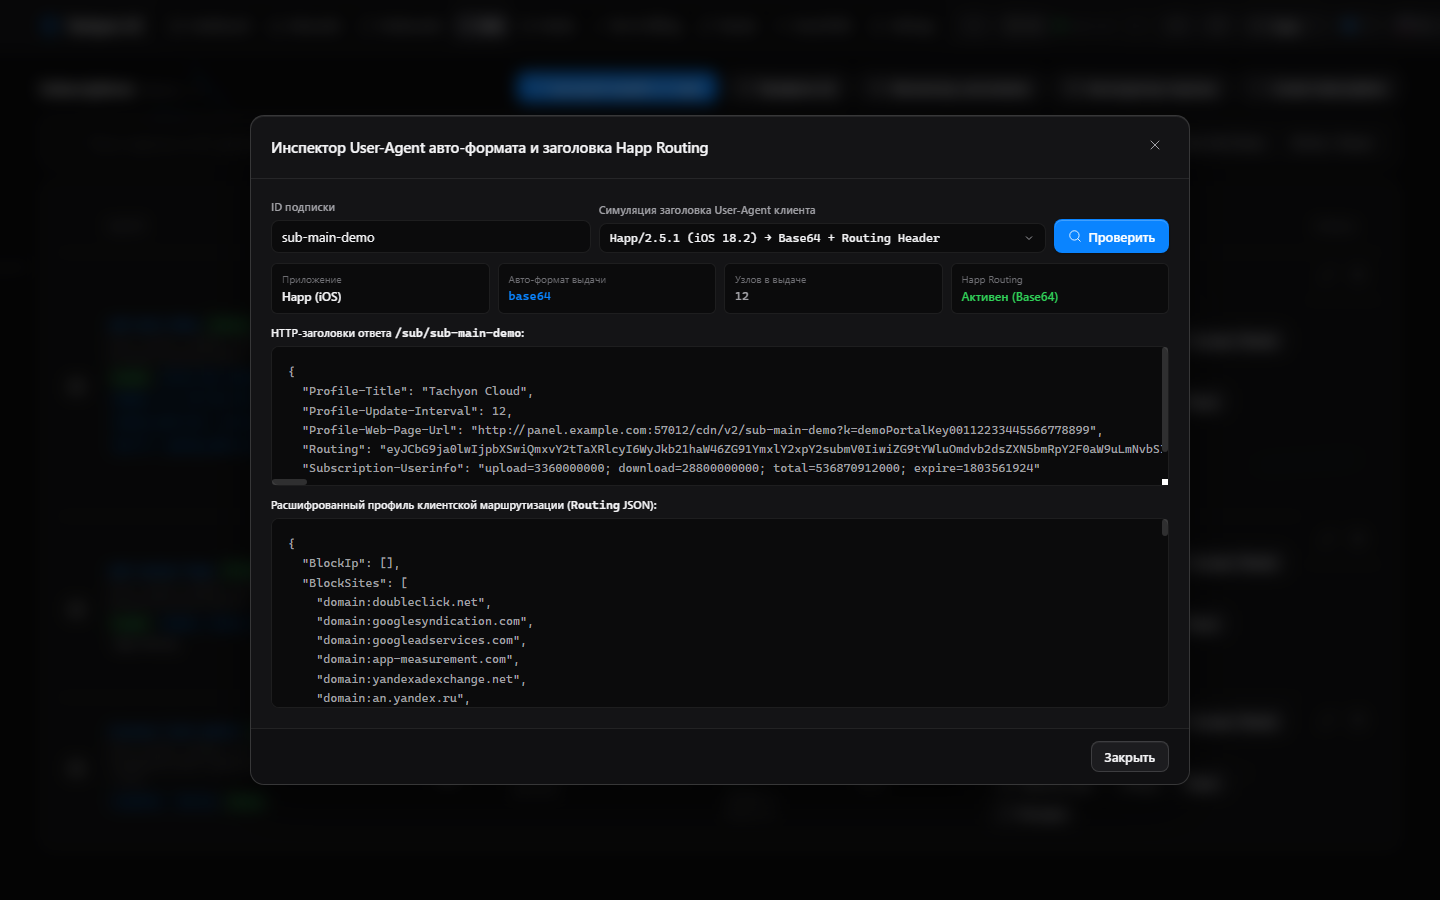 Инспектор User-Agent авто-формата и заголовка Happ Routing
ID подписки
Симуляция заголовка User-Agent клиента
sub-main-demo
Happ/2.5.1 (iOS 18.2) → Base64 + Routing Header
Проверить
Приложение
Happ (iOS)
Авто-формат выдачи
base64
Узлов в выдаче
12
Happ Routing
Активен (Base64)
HTTP-заголовки ответа /sub/sub-main-demo:
{
"Profile-Title": "Tachyon Cloud",
"Profile-Update-Interval": 12,
"Profile-Web-Page-Url": "http://panel.example.com:57012/cdn/v2/sub-main-demo?k=demoPortalKey00112233445566778899",
"Routing": "eyJCbG9ja0lwIjpbXSwiQmxvY2tTaXRlcyI6WyJkb21haW46ZG91YmxlY2xpY2submV0IiwiZG9tYWluOmdvb2dsZXN5bmRpY2F0aW9uLmNvbSI
"Subscription-Userinfo": "upload=3360000000; download=28800000000; total=536870912000; expire=1803561924"
Расшифрованный профиль клиентской маршрутизации (Routing JSON):
{
"BlockIp": [],
"BlockSites": [
"domain:doubleclick.net",
"domain:googlesyndication.com",
"domain:googleadservices.com",
"domain:app-measurement.com",
"domain:yandexadexchange.net",
"domain:an.yandex.ru",
Закрыть